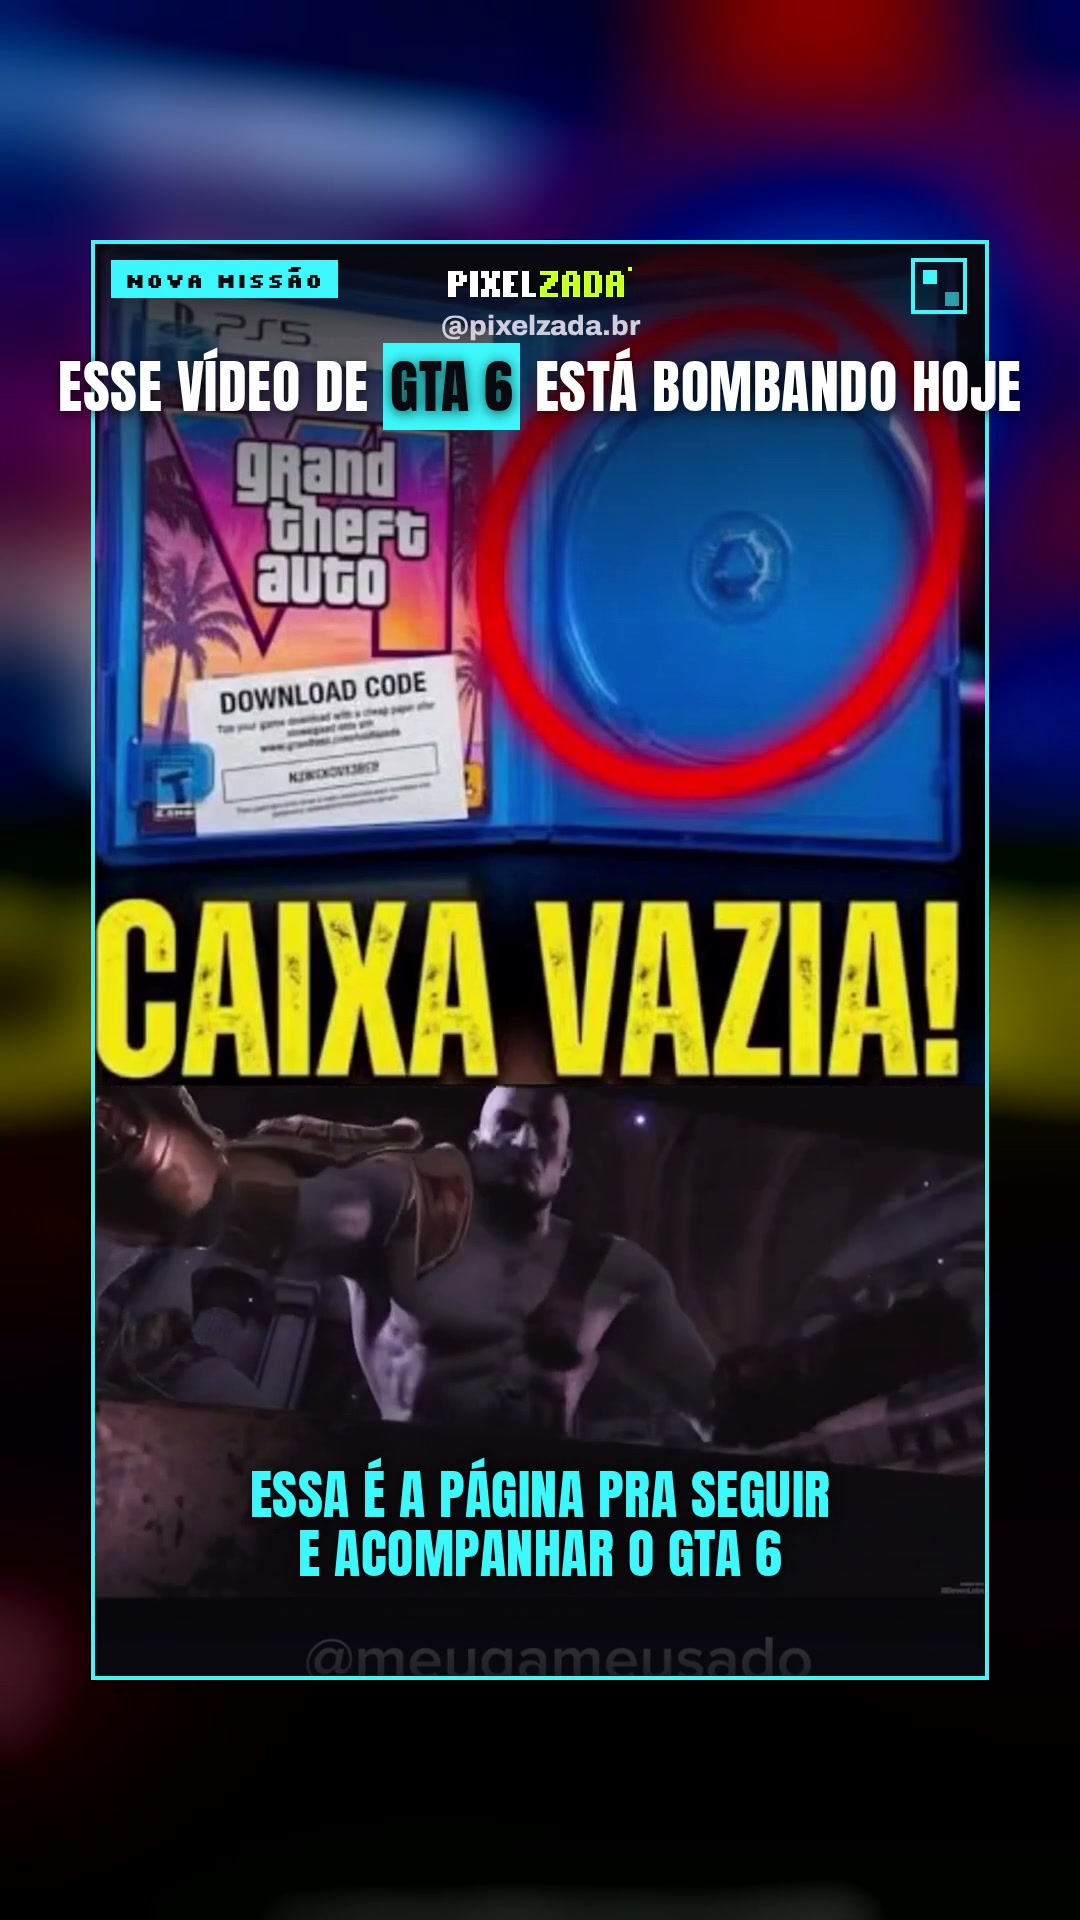 NOVA MISSÃO
PIXELZADA
@pixelzada.br
PS5
ESSE VÍDEO DE GTA 6 ESTÁ BOMBANDO HOJE
VI
grand
theft
auto
DOWNLOAD CODE
T
CAIXA VAZIA!
ESSA É A PÁGINA PRA SEGUIR
E ACOMPANHAR O GTA 6
@meugameusado